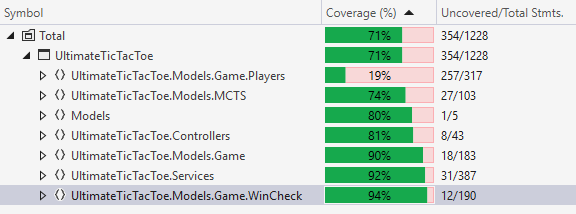 Symbol Coverage (%) Uncovered/Total Stmts.
Total 71% 354/1228
UltimateTicTacToe 71% 354/1228
UltimateTicTacToe.Models.Game.Players 19% 257/317
UltimateTicTacToe.Models.MCTS 74% 27/103
Models 80% 1/5
UltimateTicTacToe.Controllers 81% 8/43
UltimateTicTacToe.Models.Game 90% 18/183
UltimateTicTacToe.Services 92% 31/387
UltimateTicTacToe.Models.Game.WinCheck 94% 12/190